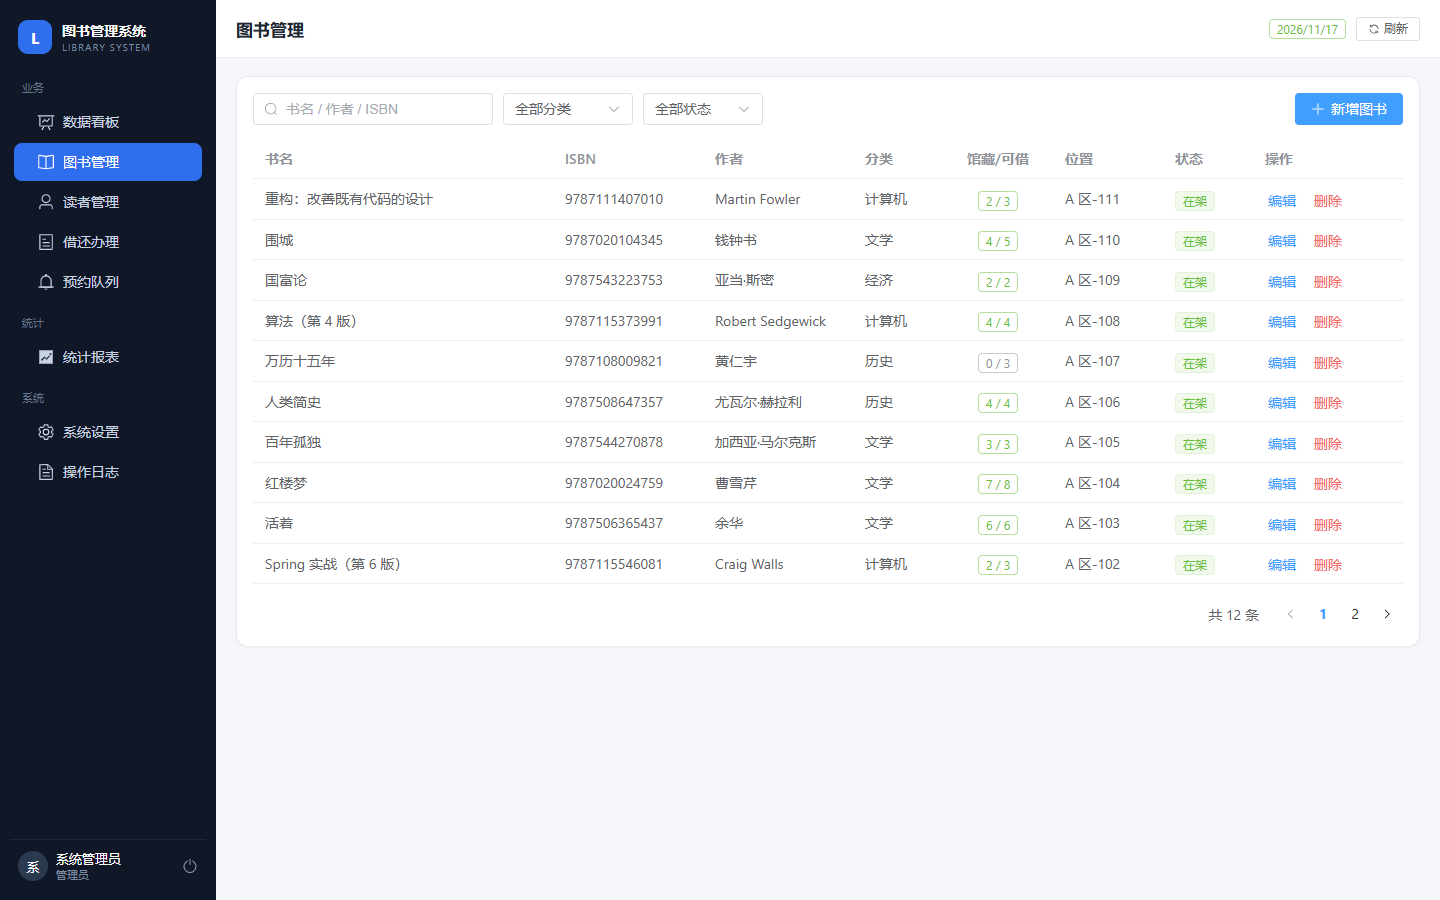 L
图书管理系统
LIBRARY SYSTEM
业务
数据看板
图书管理
读者管理
借还办理
预约队列
统计
统计报表
系统
系统设置
操作日志
系
系统管理员
管理员
图书管理
2026/11/17
刷新
书名 / 作者 / ISBN
全部分类
全部状态
新增图书
书名 ISBN 作者 分类 馆藏/可借 位置 状态 操作
重构：改善既有代码的设计 9787111407010 Martin Fowler 计算机 2 / 3 A 区-111 在架 编辑 删除
围城 9787020104345 钱钟书 文学 4 / 5 A 区-110 在架 编辑 删除
国富论 9787543223753 亚当·斯密 经济 2 / 2 A 区-109 在架 编辑 删除
算法（第 4 版） 9787115373991 Robert Sedgewick 计算机 4 / 4 A 区-108 在架 编辑 删除
万历十五年 9787108009821 黄仁宇 历史 0 / 3 A 区-107 在架 编辑 删除
人类简史 9787508647357 尤瓦尔·赫拉利 历史 4 / 4 A 区-106 在架 编辑 删除
百年孤独 9787544270878 加西亚·马尔克斯 文学 3 / 3 A 区-105 在架 编辑 删除
红楼梦 9787020024759 曹雪芹 文学 7 / 8 A 区-104 在架 编辑 删除
活着 9787506365437 余华 文学 6 / 6 A 区-103 在架 编辑 删除
Spring 实战（第 6 版） 9787115546081 Craig Walls 计算机 2 / 3 A 区-102 在架 编辑 删除
共 12 条 1 2